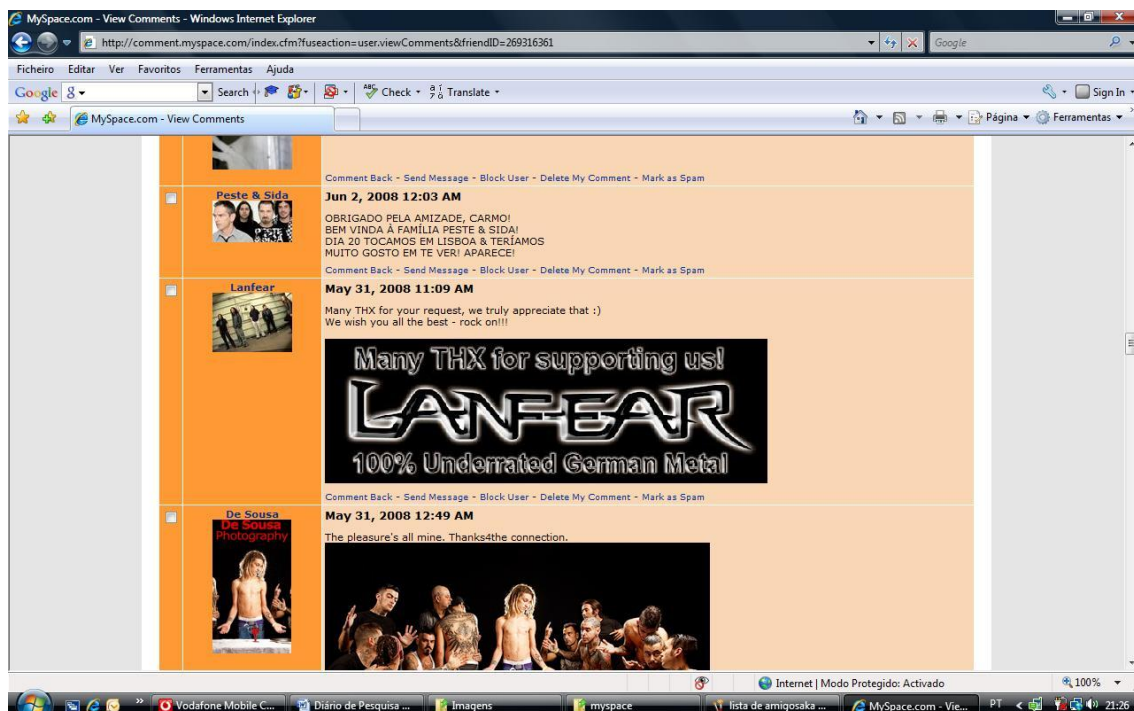 MySpace.com - View Comments - Windows Internet Explorer
http://comment.myspace.com/index.cfm?fuseaction=user.viewComments&friendID=269316361
Google
Ficheiro Editar Ver Favoritos Ferramentas Ajuda
Google Search Check Translate Sign In
MySpace.com - View Comments Página Ferramentas
Comment Back - Send Message - Block User - Delete My Comment - Mark as Spam
Peste & Sida
Jun 2, 2008 12:03 AM
OBRIGADO PELA AMIZADE, CARMO!
BEM VINDA À FAMÍLIA PESTE & SIDA!
DIA 20 TOCAMOS EM LISBOA & TERÍAMOS
MUITO GOSTO EM TE VER! APARECE!
Comment Back - Send Message - Block User - Delete My Comment - Mark as Spam
Lanfear
May 31, 2008 11:09 AM
Many THX for your request, we truly appreciate that :)
We wish you all the best - rock on!!!
Many THX for supporting us!
LANFEAR
100% Underrated German Metal
Comment Back - Send Message - Block User - Delete My Comment - Mark as Spam
De Sousa
De Sousa
Photography
May 31, 2008 12:49 AM
The pleasure's all mine. Thanks4the connection.
Internet | Modo Protegido: Activado 100%
Vodafone Mobile C... Diário de Pesquisa ... Imagens myspace lista de amigosaka ... MySpace.com - Vie... PT 21:26